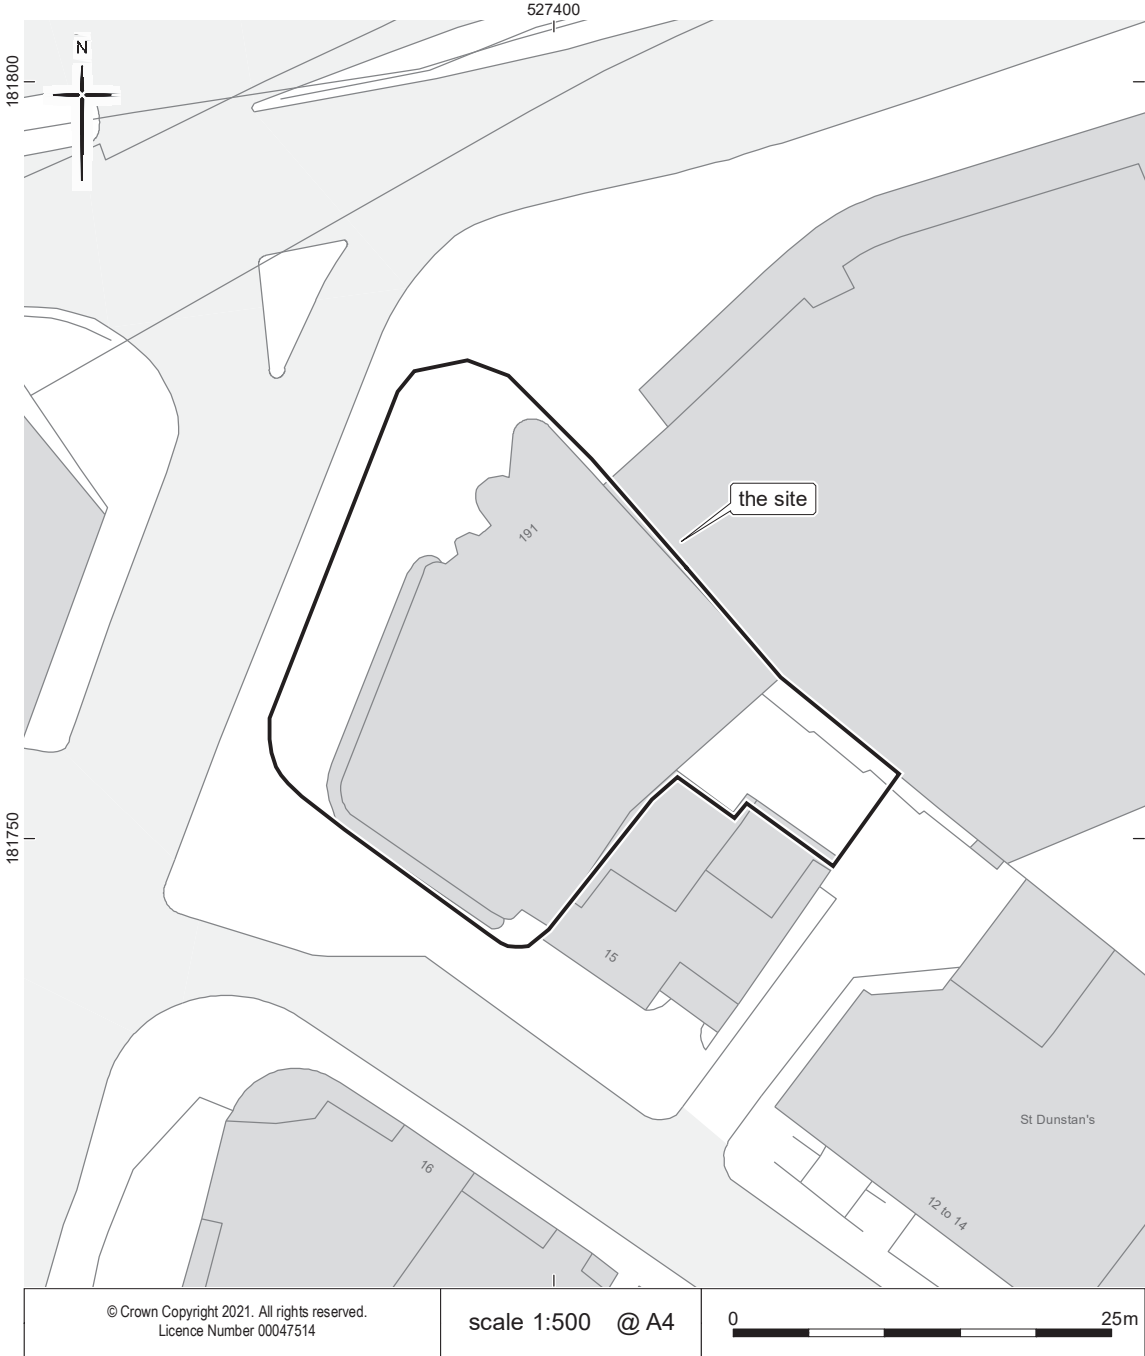 527400
N
181800
the site
191
181750
15
St Dunstan's
16
12 to 14
© Crown Copyright 2021. All rights reserved.
Licence Number 00047514
scale 1:500 @ A4
0
25m